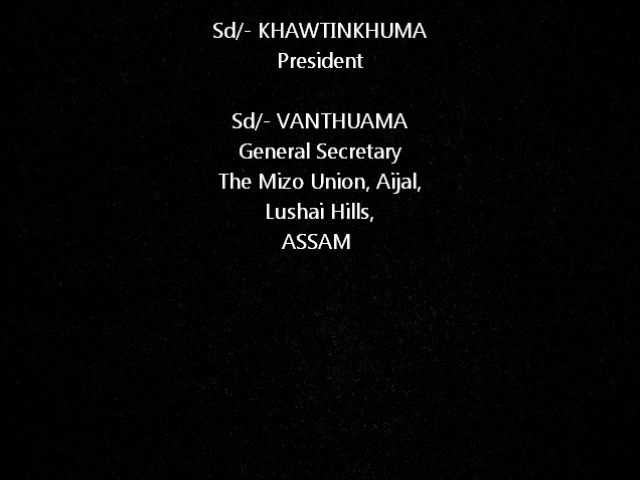 Sd/- KHAWTINKHUMA
President
Sd/- VANTHUAMA
General Secretary
The Mizo Union, Aijal,
Lushai Hills,
ASSAM